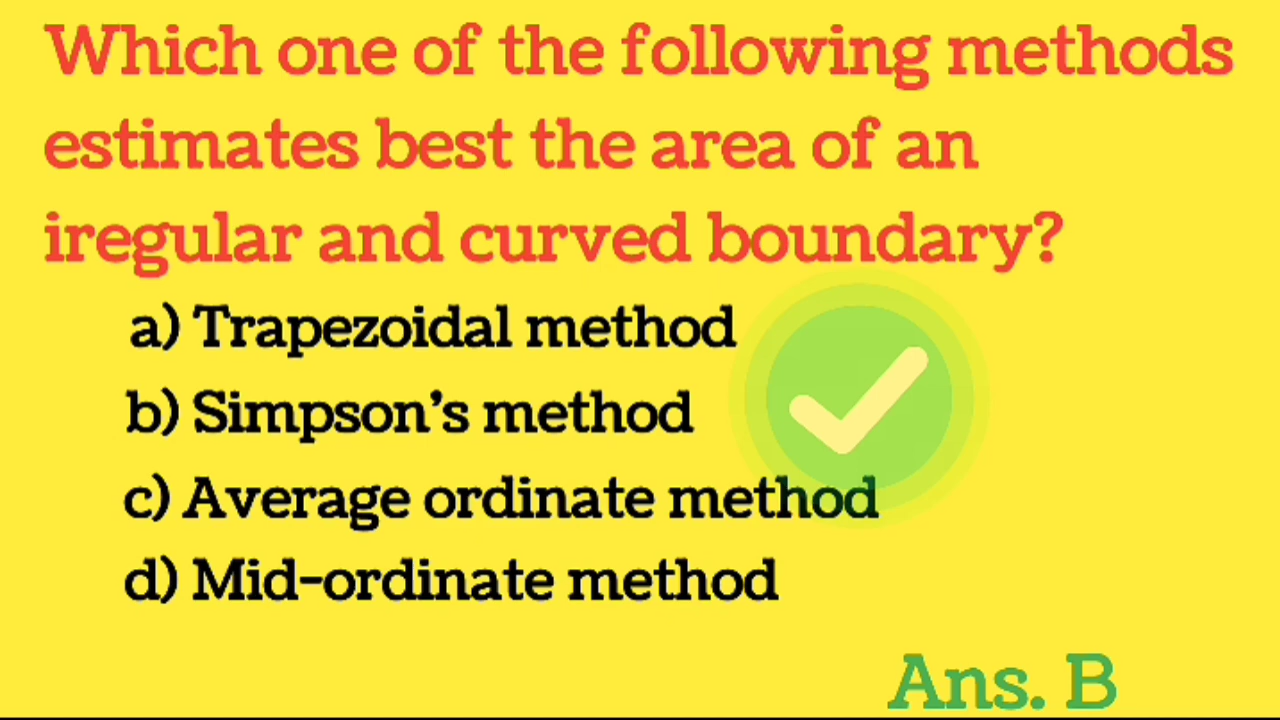 Which one of the following methods
estimates best the area of an
iregular and curved boundary?
a) Trapezoidal method
b) Simpson's method
c) Average ordinate method
d) Mid-ordinate method
Ans. B